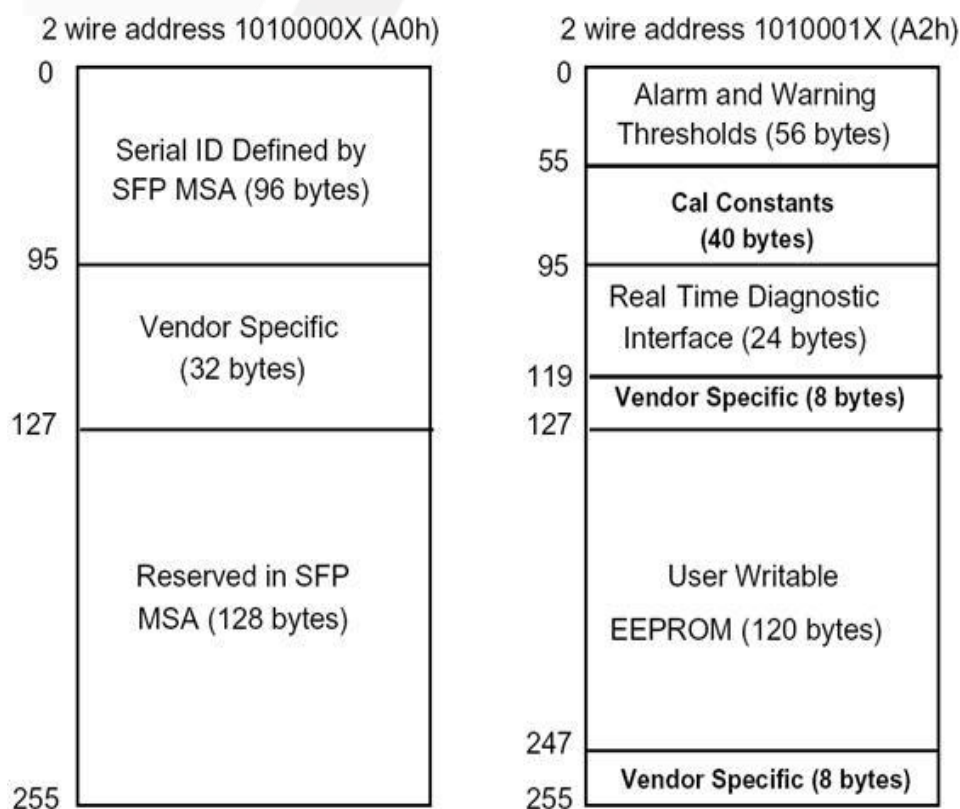 2 wire address 1010000X (A0h)
0
Serial ID Defined by
SFP MSA (96 bytes)
95
Vendor Specific
(32 bytes)
127
Reserved in SFP
MSA (128 bytes)
255
2 wire address 1010001X (A2h)
0
Alarm and Warning
Thresholds (56 bytes)
55
Cal Constants
(40 bytes)
95
Real Time Diagnostic
Interface (24 bytes)
119
Vendor Specific (8 bytes)
127
User Writable
EEPROM (120 bytes)
247
Vendor Specific (8 bytes)
255